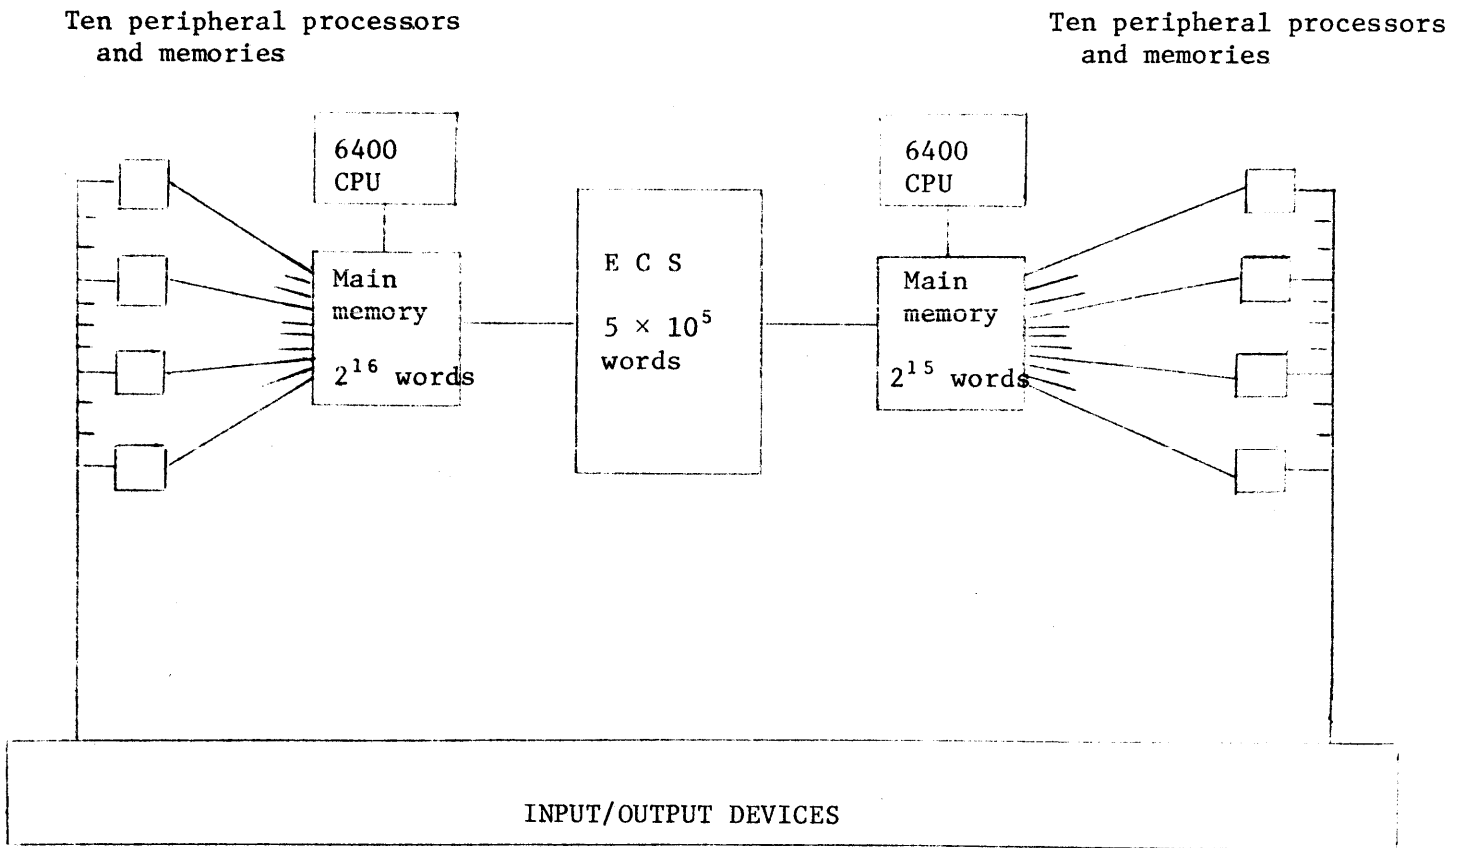 Ten peripheral processors
and memories
Ten peripheral processors
and memories
6400
CPU
6400
CPU
Main
memory
2¹⁶ words
E C S
5 × 10⁵
words
Main
memory
2¹⁵ words
INPUT/OUTPUT DEVICES